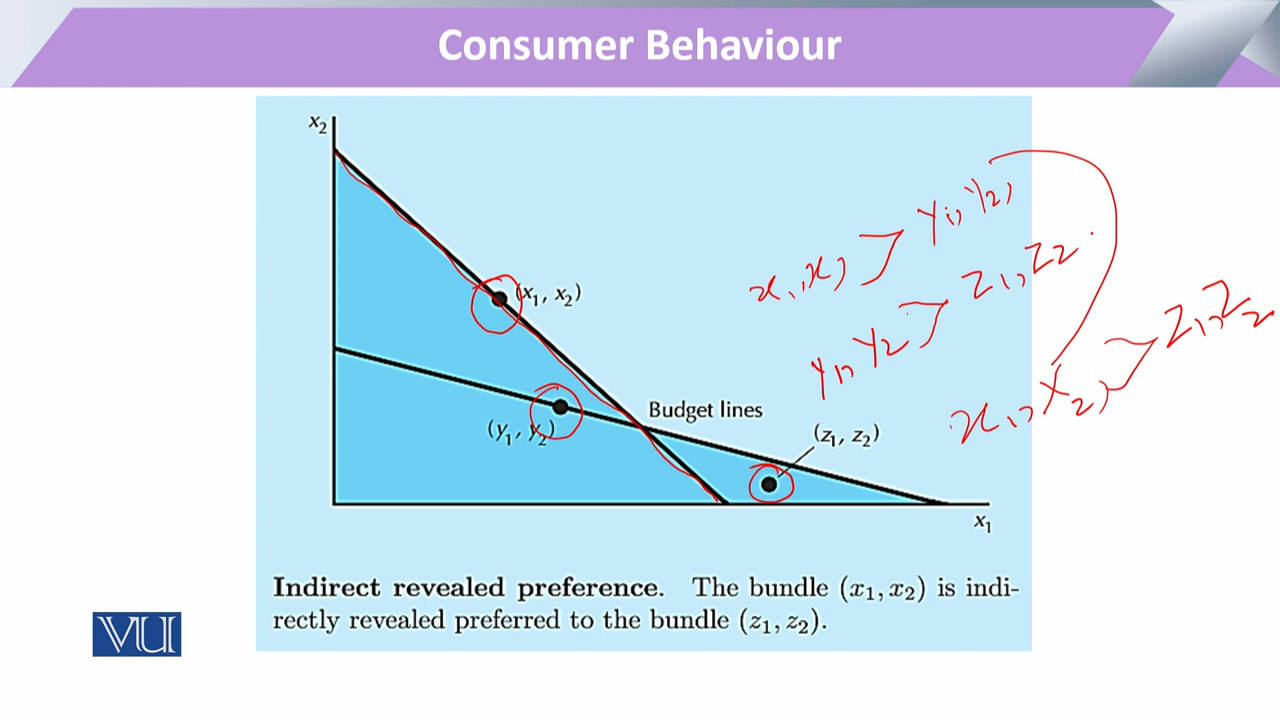 Consumer Behaviour
x₂
(x₁, x₂)
Budget lines
(y₁, y₂)
(z₁, z₂)
x₁
x₁, x₂ ≻ y₁, y₂,
y₁, y₂ ≻ z₁, z₂
x₁, x₂, ≻ z₁, z₂
Indirect revealed preference. The bundle (x₁, x₂) is indi-
rectly revealed preferred to the bundle (z₁, z₂).
VU